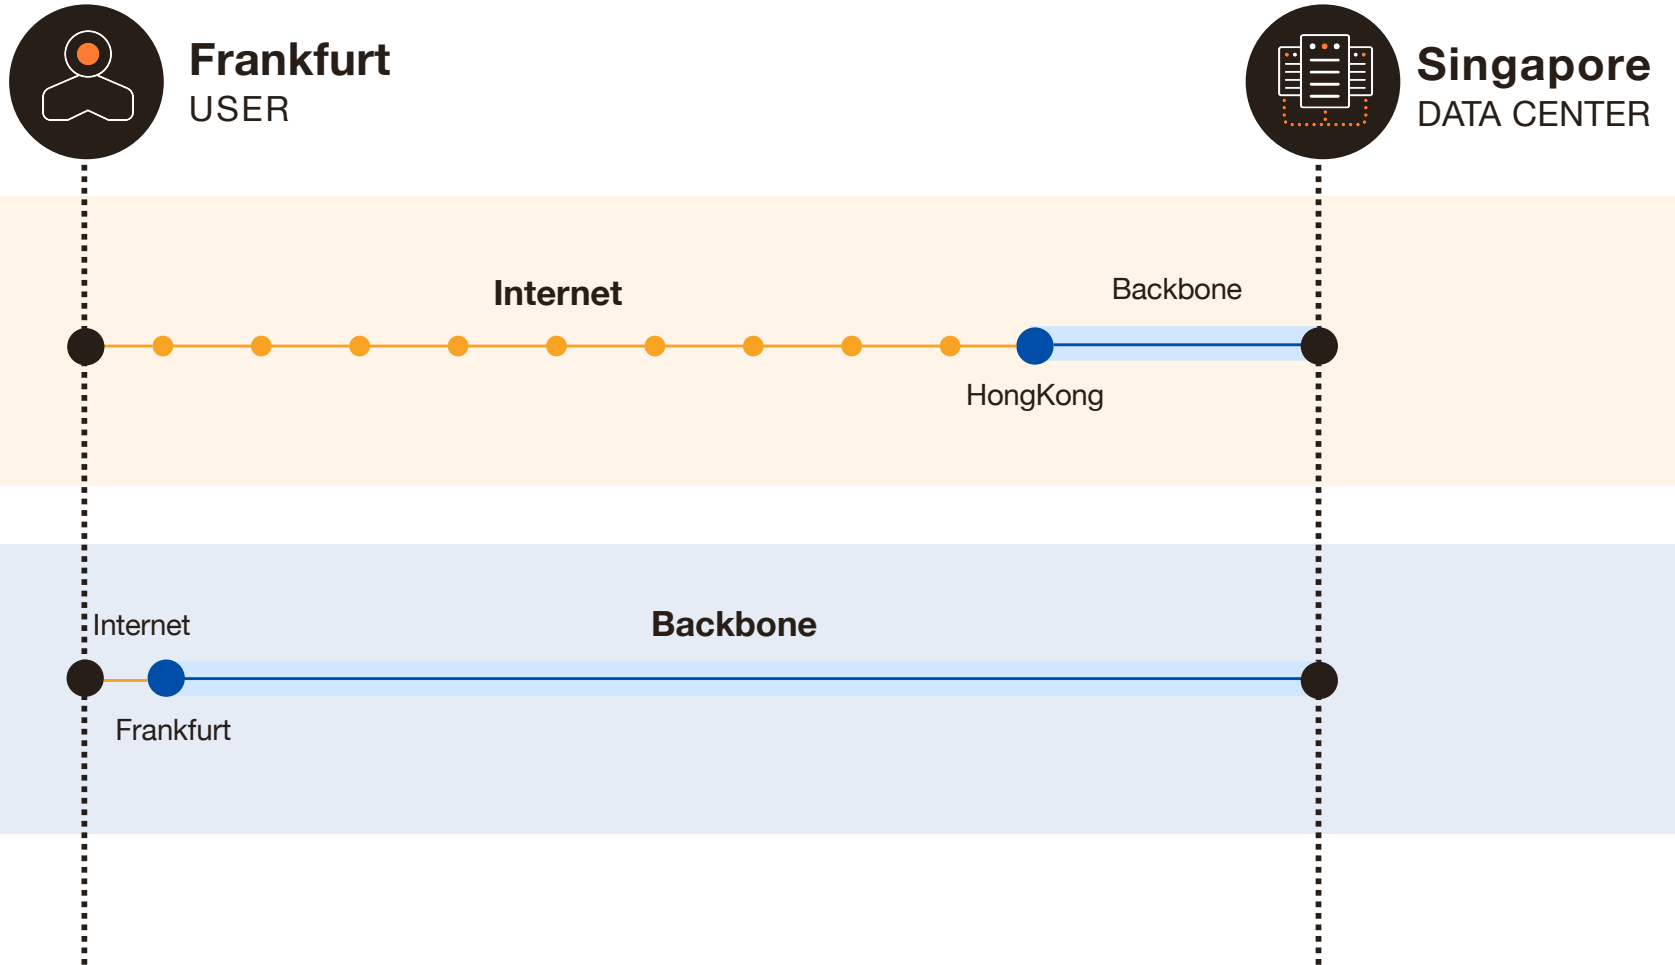 Frankfurt
USER
Singapore
DATA CENTER
Internet
Backbone
HongKong
Internet
Backbone
Frankfurt